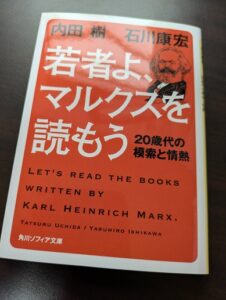 内田 樹　石川康宏
若者よ、
マルクスを
読もう
20歳代の
模索と情熱
LET'S READ THE BOOKS
WRITTEN BY
KARL HEINRICH MARX.
TATSURU UCHIDA / YASUHIRO ISHIKAWA
角川ソフィア文庫